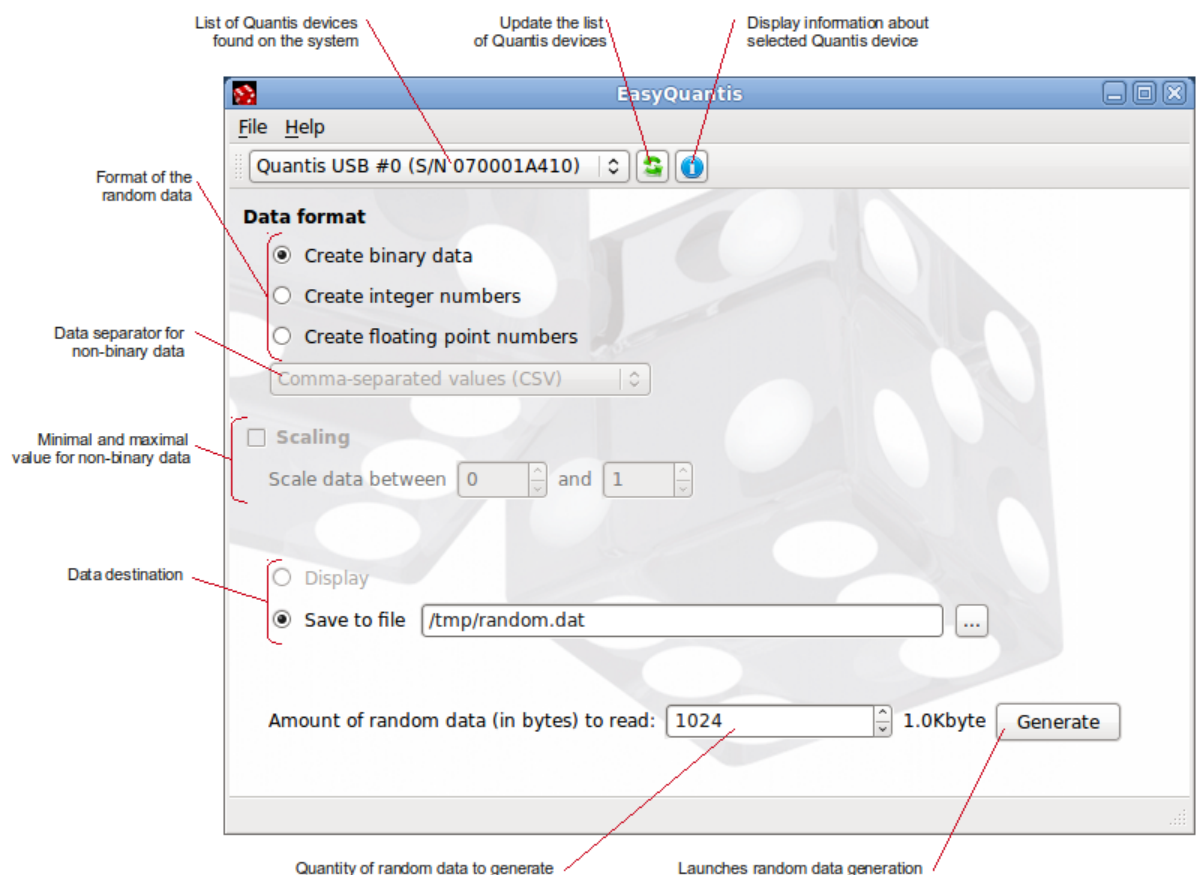 List of Quantis devices
found on the system
Update the list
of Quantis devices
Display information about
selected Quantis device
EasyQuantis
File Help
Quantis USB #0 (S/N 070001A410)
Format of the
random data
Data format
Create binary data
Create integer numbers
Create floating point numbers
Data separator for
non-binary data
Comma-separated values (CSV)
Minimal and maximal
value for non-binary data
Scaling
Scale data between 0 and 1
Data destination
Display
Save to file /tmp/random.dat ...
Amount of random data (in bytes) to read: 1024 1.0Kbyte Generate
Quantity of random data to generate
Launches random data generation